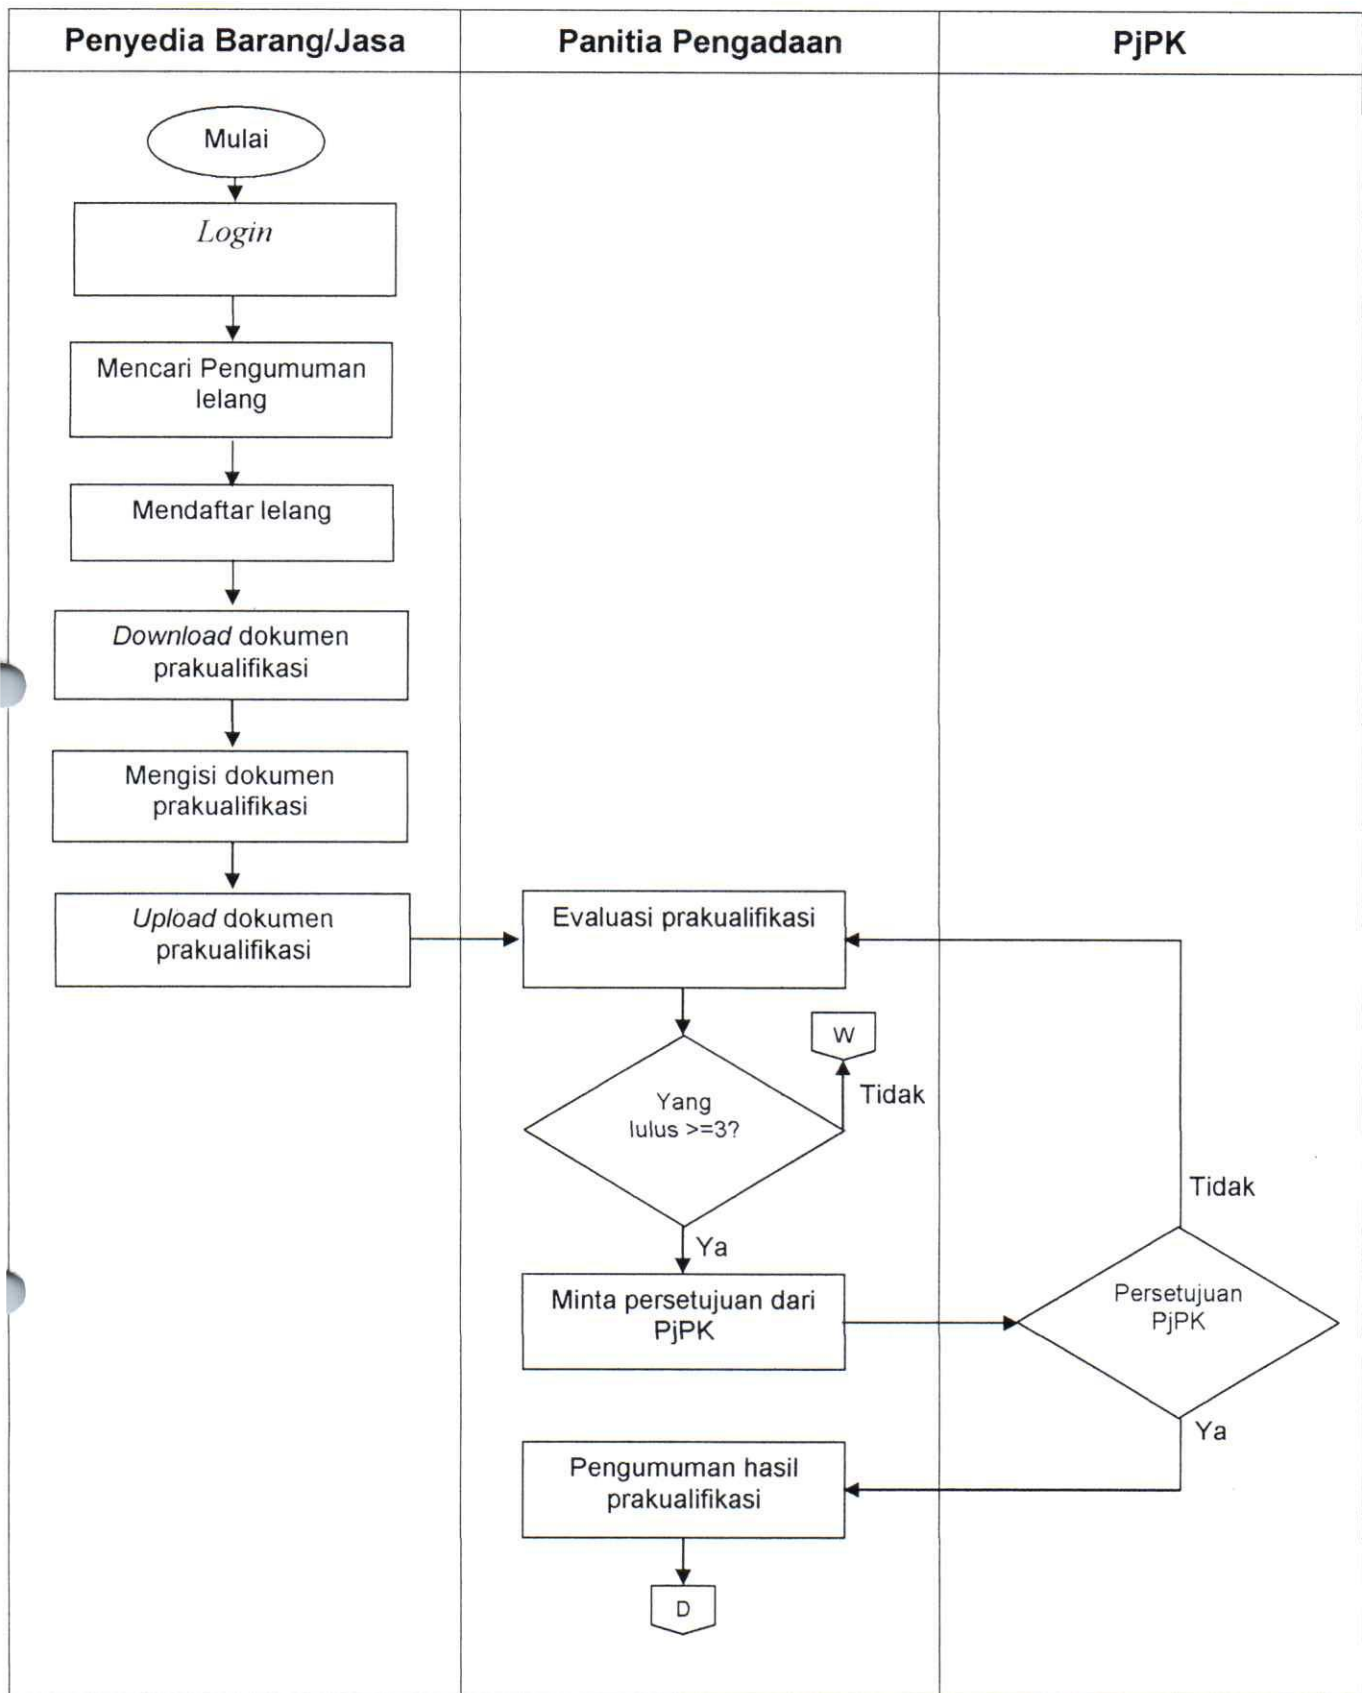 Penyedia Barang/Jasa
Panitia Pengadaan
PjPK
Mulai
Login
Mencari Pengumuman
lelang
Mendaftar lelang
Download dokumen
prakualifikasi
Mengisi dokumen
prakualifikasi
Upload dokumen
prakualifikasi
Evaluasi prakualifikasi
W
Tidak
Yang
lulus >=3?
Ya
Minta persetujuan dari
PjPK
Tidak
Persetujuan
PjPK
Ya
Pengumuman hasil
prakualifikasi
D